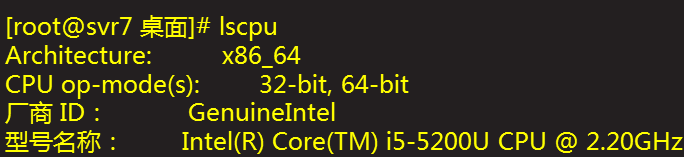 [root@svr7 桌面]# lscpu
Architecture: x86_64
CPU op-mode(s): 32-bit, 64-bit
厂商 ID： GenuineIntel
型号名称： Intel(R) Core(TM) i5-5200U CPU @ 2.20GHz